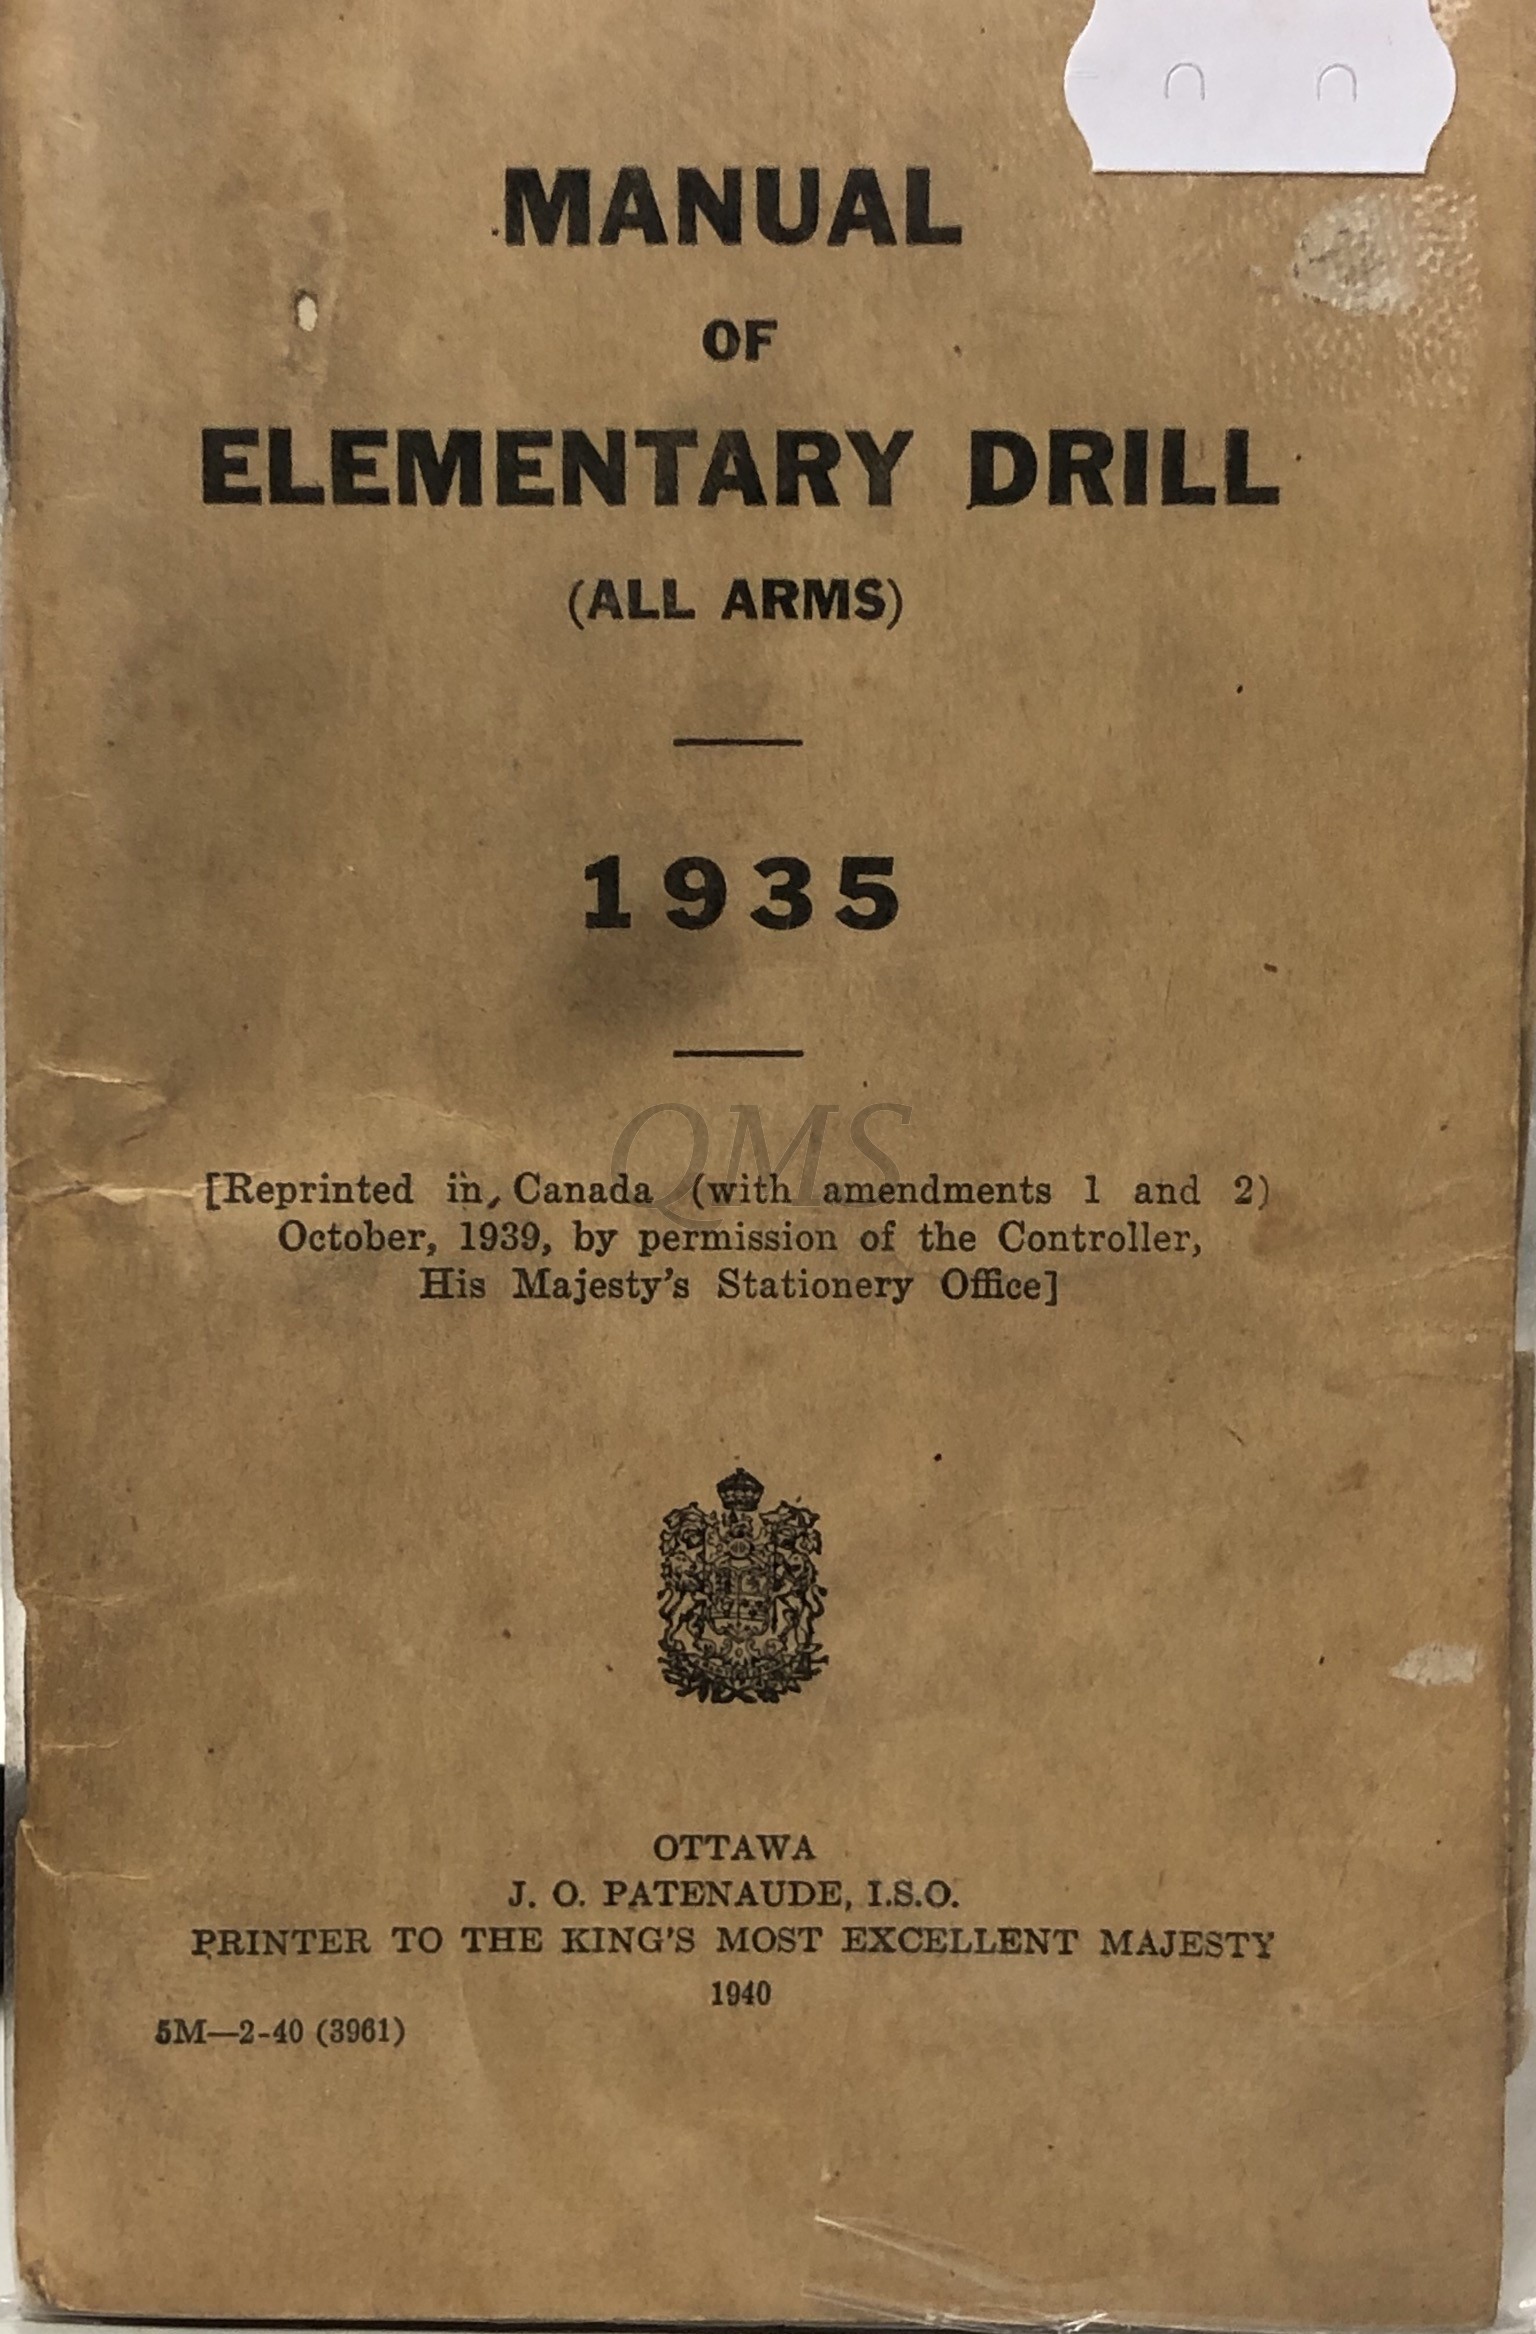 MANUAL
OF
ELEMENTARY DRILL
(ALL ARMS)
1935
QMS
[Reprinted in Canada (with amendments 1 and 2)
October, 1939, by permission of the Controller,
His Majesty's Stationery Office]
OTTAWA
J. O. PATENAUDE, I.S.O.
PRINTER TO THE KING'S MOST EXCELLENT MAJESTY
1940
5M—2-40 (3961)